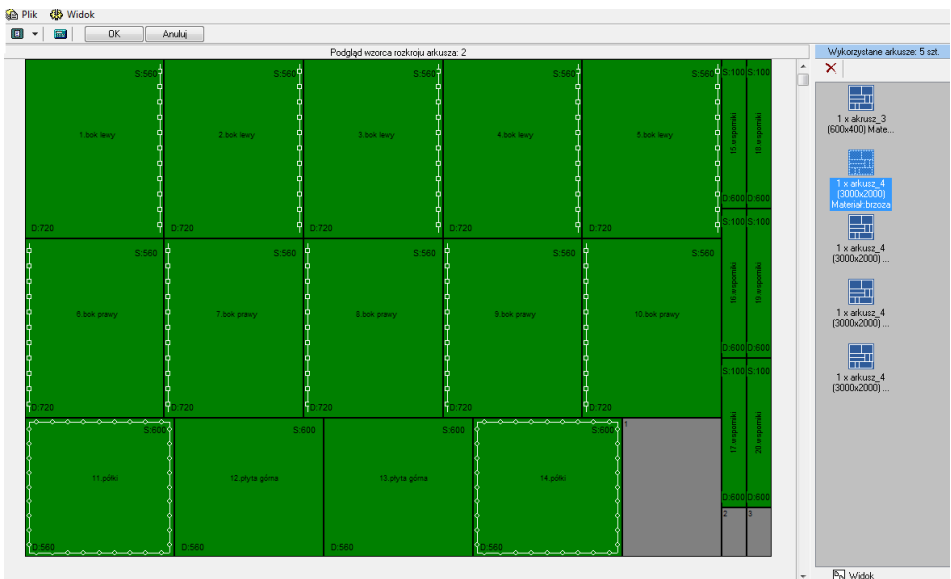 Plik Widok
OK Anuluj
Podgląd wzorca rozkroju arkusza: 2
Wykorzystane arkusze: 5 szt.
S:560 S:560 S:560 S:560 S:560 S:100 S:100
1.bok lewy 2.bok lewy 3.bok lewy 4.bok lewy 5.bok lewy 15.wsporniki 18.wsporniki
D:720 D:720 D:720 D:720 D:720 D:600 D:600
S:560 S:560 S:560 S:560 S:560 S:100 S:100
6.bok prawy 7.bok prawy 8.bok prawy 9.bok prawy 10.bok prawy 16.wsporniki 19.wsporniki
D:720 D:720 D:720 D:720 D:720 D:600 D:600
S:600 S:600 S:600 S:600 1 S:100 S:100
11.półki 12.płyta górna 13.płyta górna 14.półki 17.wsporniki 20.wsporniki
D:560 D:560 D:560 D:560 D:600 D:600
2 3
1 x akrusz_3
(600x400) Mate...
1 x arkusz_4
(3000x2000)
Materiał:brzoza
1 x arkusz_4
(3000x2000) ...
1 x arkusz_4
(3000x2000) ...
1 x arkusz_4
(3000x2000) ...
Widok